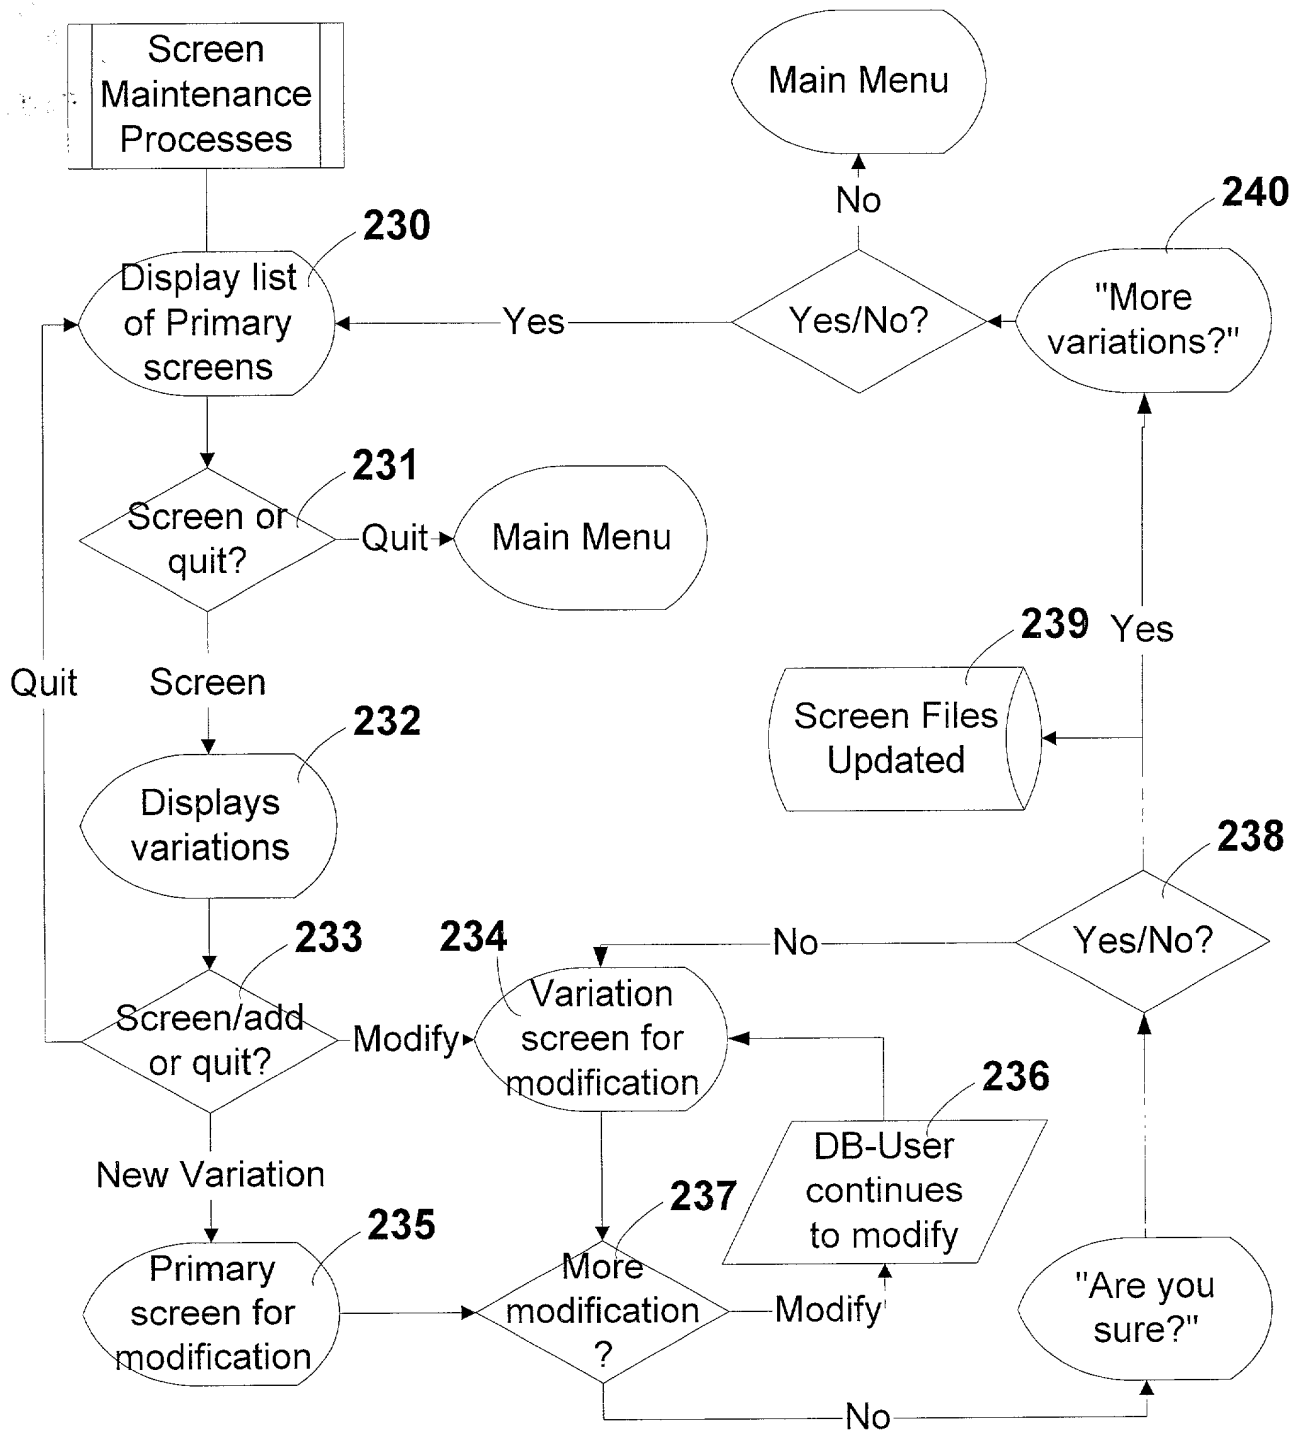 Screen
Maintenance
Processes
Main Menu
No
240
230
Display list
of Primary
screens
Yes
Yes/No?
"More
variations?"
231
Screen or
quit?
Quit
Main Menu
239
Yes
Quit
Screen
Screen Files
Updated
232
Displays
variations
238
233
234
No
Yes/No?
Screen/add
or quit?
Modify
Variation
screen for
modification
236
DB-User
continues
to modify
New Variation
237
235
Primary
screen for
modification
More
modification
?
Modify
"Are you
sure?"
No